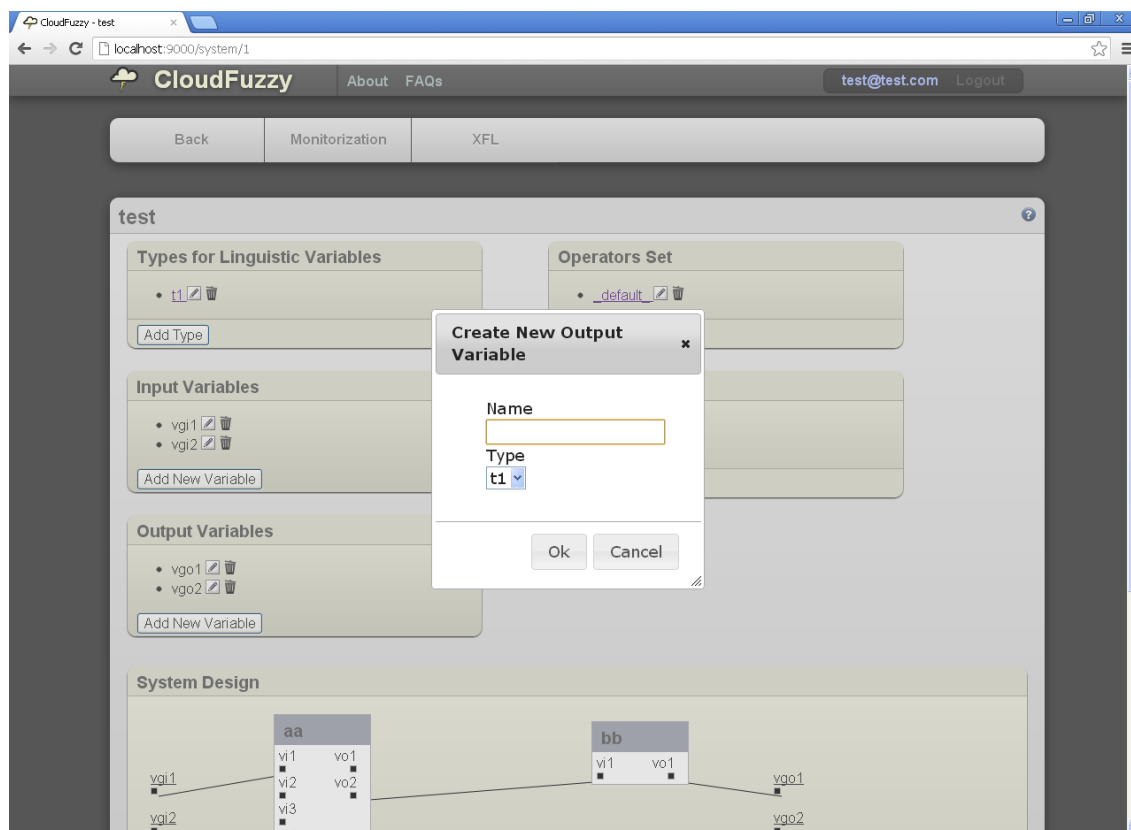 CloudFuzzy - test
localhost:9000/system/1
CloudFuzzy About FAQs test@test.com Logout
Back Monitorization XFL
test
Types for Linguistic Variables
t1
Add Type
Operators Set
_default_
Input Variables
vgi1
vgi2
Add New Variable
Output Variables
vgo1
vgo2
Add New Variable
Create New Output
Variable
Name
Type
t1
Ok Cancel
System Design
aa
vi1 vo1
vi2 vo2
vi3
bb
vi1 vo1
vgi1
vgi2
vgo1
vgo2